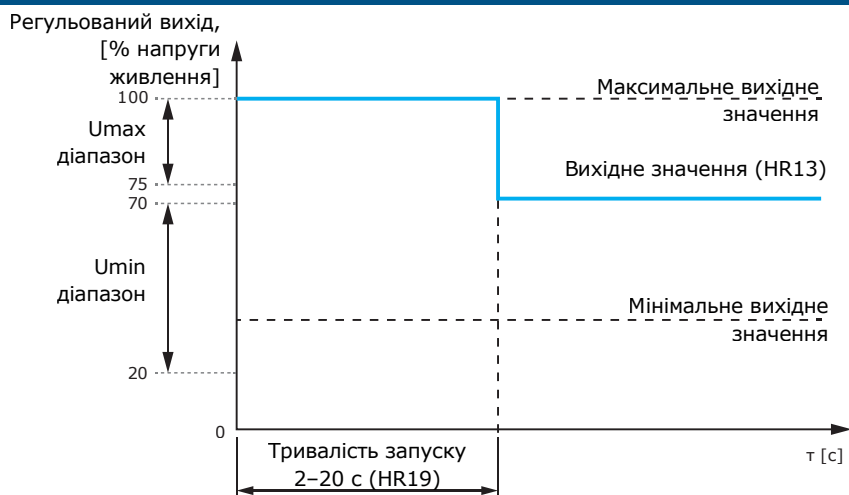 Регульований вихід,
[% напруги
живлення]
100
Максимальне вихідне
значення
Umax
діапазон
Вихідне значення (HR13)
75
70
Umin
діапазон
Мінімальне вихідне
значення
20
0
Тривалість запуску
2–20 с (HR19)
т [с]